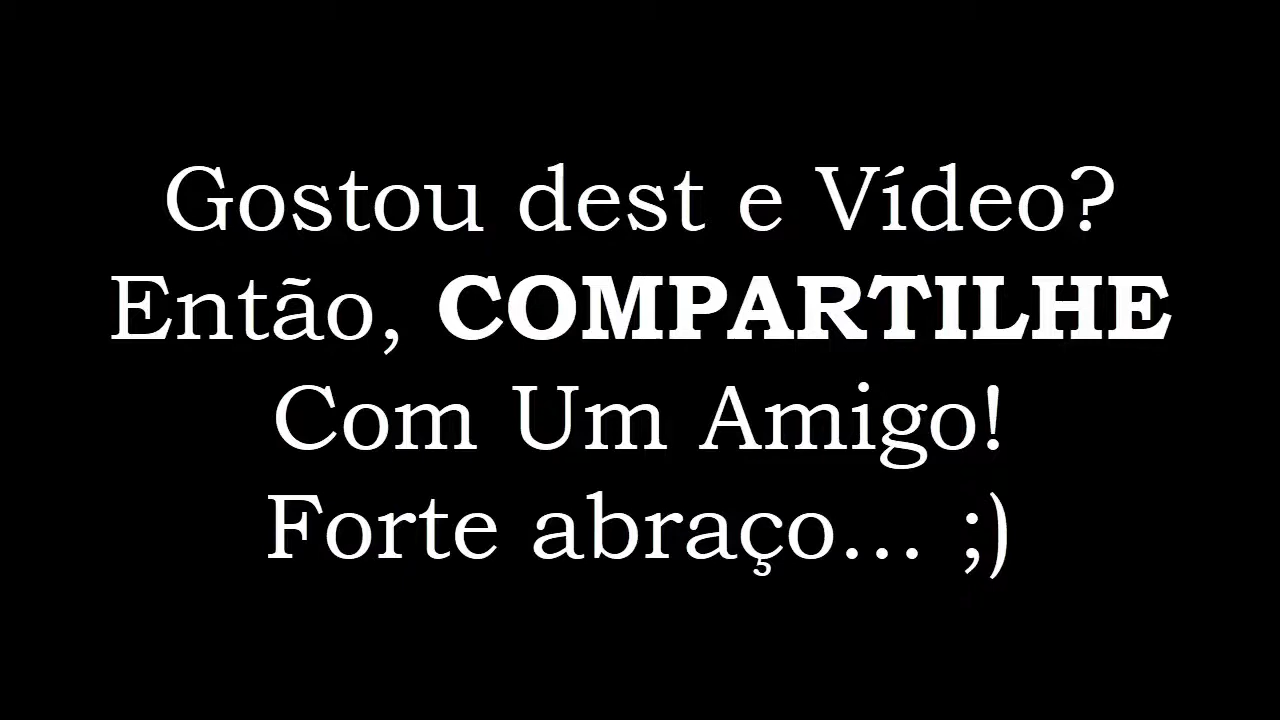 Gostou dest e Vídeo?
Então, COMPARTILHE
Com Um Amigo!
Forte abraço... ;)